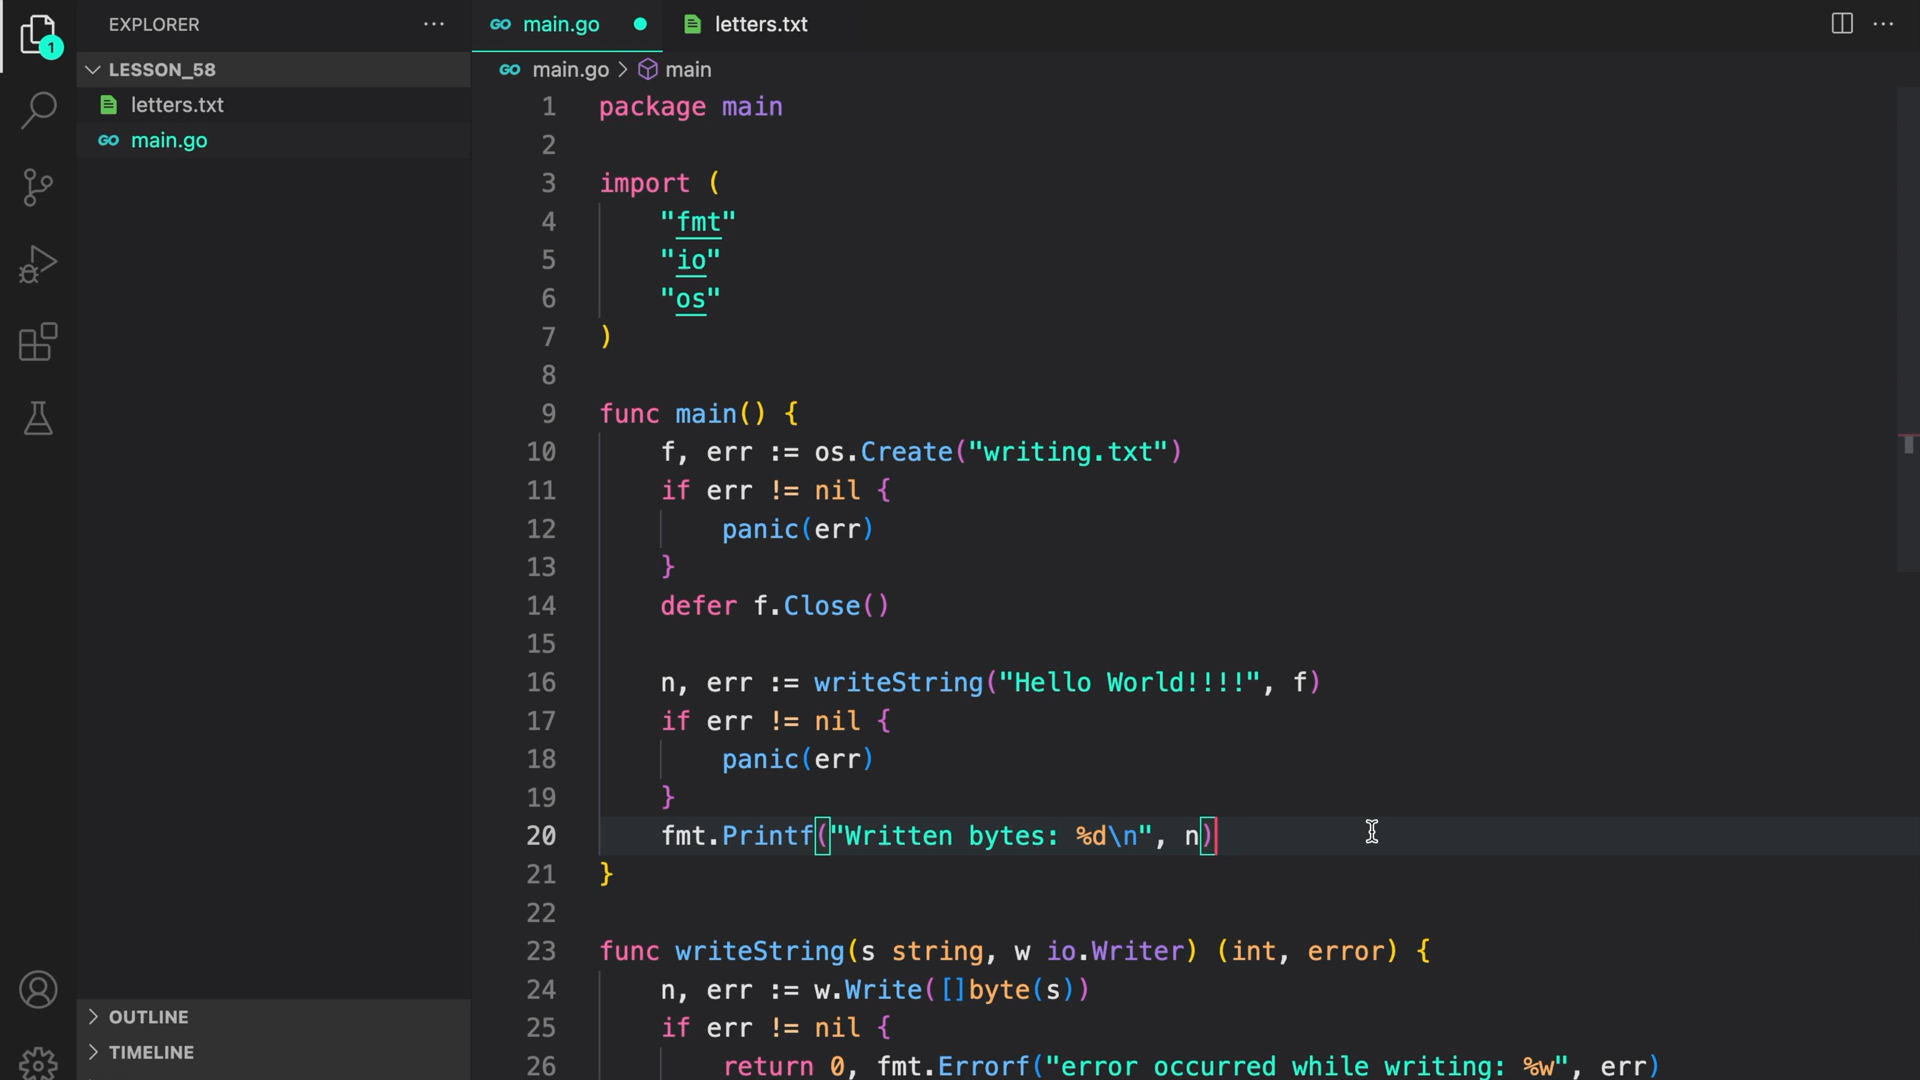 1
EXPLORER
LESSON_58
letters.txt
GO main.go
OUTLINE
TIMELINE
GO main.go
letters.txt
GO main.go > main
1 package main
2
3 import (
4 "fmt"
5 "io"
6 "os"
7 )
8
9 func main() {
10 f, err := os.Create("writing.txt")
11 if err != nil {
12 panic(err)
13 }
14 defer f.Close()
15
16 n, err := writeString("Hello World!!!!", f)
17 if err != nil {
18 panic(err)
19 }
20 fmt.Printf("Written bytes: %d\n", n)
21 }
22
23 func writeString(s string, w io.Writer) (int, error) {
24 n, err := w.Write([]byte(s))
25 if err != nil {
26 return 0, fmt.Errorf("error occurred while writing: %w", err)